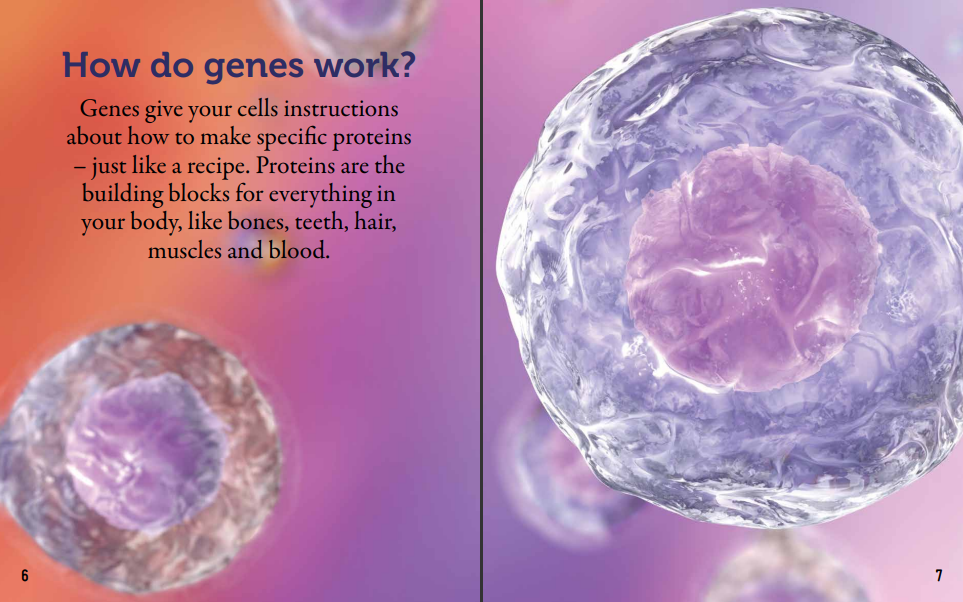 How do genes work?
Genes give your cells instructions
about how to make specific proteins
– just like a recipe. Proteins are the
building blocks for everything in
your body, like bones, teeth, hair,
muscles and blood.
6
7